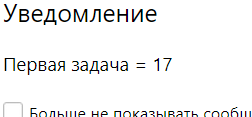 Уведомление
Первая задача = 17
Больше не показывать